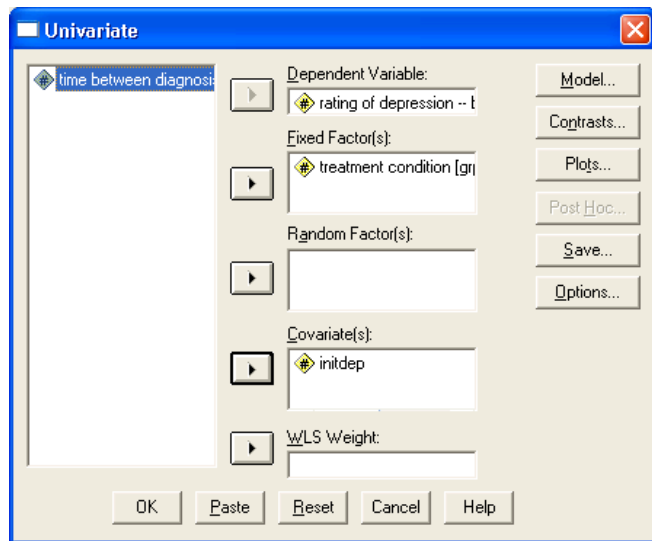 Univariate
time between diagnosi
Dependent Variable:
rating of depression -- b
Fixed Factor(s):
treatment condition [gr
Random Factor(s):
Covariate(s):
initdep
WLS Weight:
Model...
Contrasts...
Plots...
Post Hoc...
Save...
Options...
OK
Paste
Reset
Cancel
Help